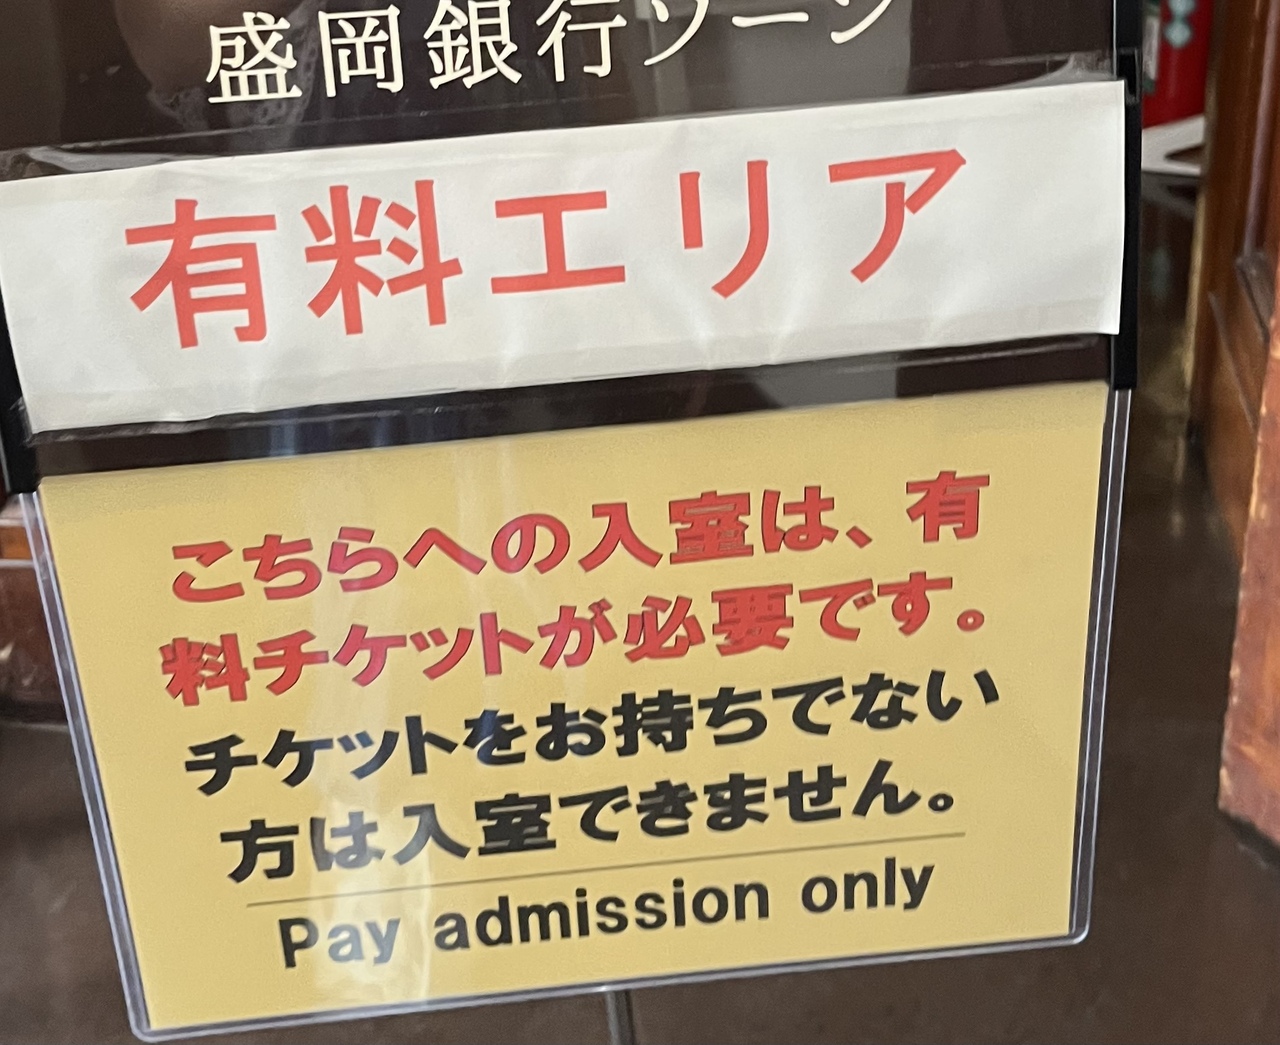 盛岡銀行ゾーン
有料エリア
こちらへの入室は、有
料チケットが必要です。
チケットをお持ちでない
方は入室できません。
Pay admission only